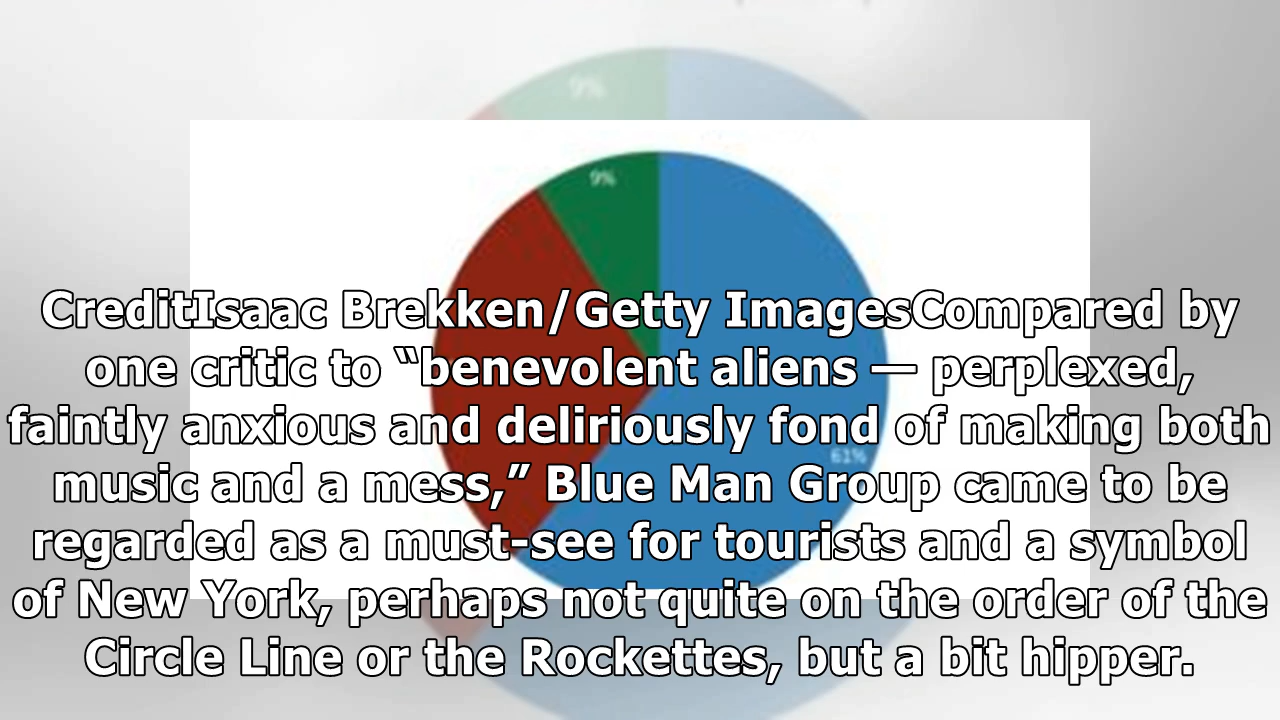 9%
9%
CreditIsaac Brekken/Getty ImagesCompared by
one critic to “benevolent aliens — perplexed,
faintly anxious and deliriously fond of making both
61%
music and a mess,” Blue Man Group came to be
regarded as a must-see for tourists and a symbol
of New York, perhaps not quite on the order of the
Circle Line or the Rockettes, but a bit hipper.